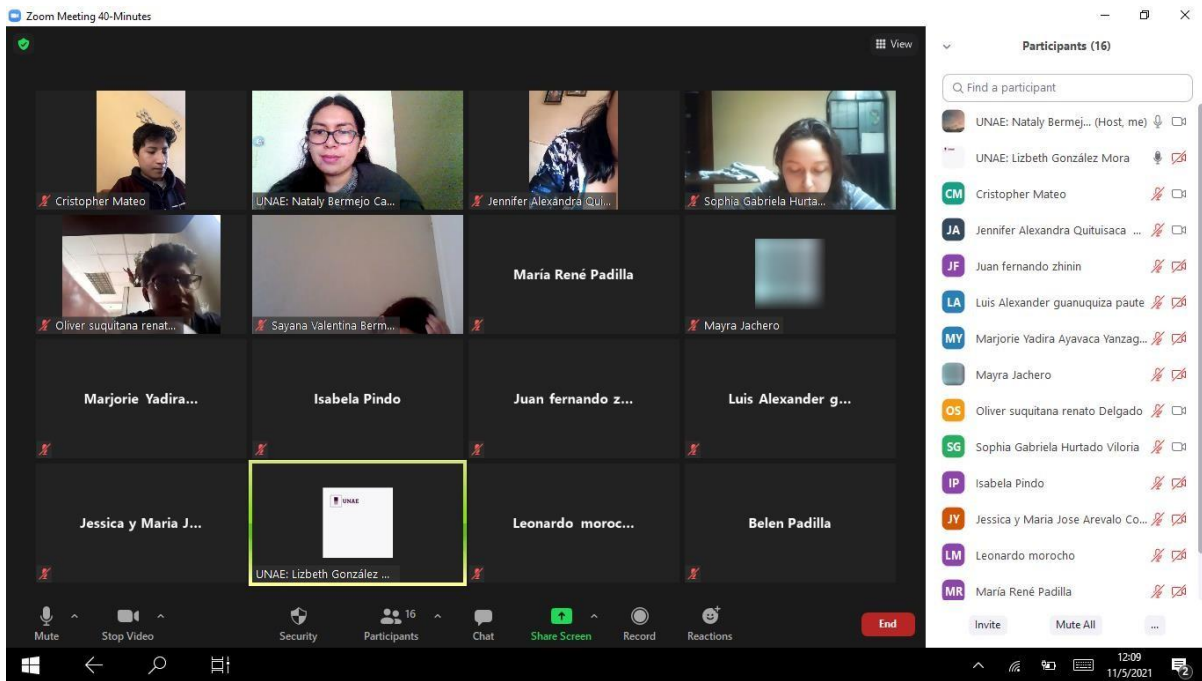 Zoom Meeting 40-Minutes
View
Cristopher Mateo
UNAE: Nataly Bermejo Ca...
Jennifer Alexandra Qui...
Sophia Gabriela Hurta...
Oliver suquitana renat...
Sayana Valentina Berm...
María René Padilla
Mayra Jachero
Marjorie Yadira...
Isabela Pindo
Juan fernando z...
Luis Alexander g...
Jessica y Maria J...
UNAE
UNAE: Lizbeth González ...
Leonardo moroc...
Belen Padilla
Mute
Stop Video
Security
16
Participants
Chat
Share Screen
Record
Reactions
End
Participants (16)
Find a participant
UNAE: Nataly Bermej... (Host, me)
UNAE: Lizbeth González Mora
CM Cristopher Mateo
JA Jennifer Alexandra Quituisaca ...
JF Juan fernando zhinin
LA Luis Alexander guanuquiza paute
MY Marjorie Yadira Ayavaca Yanzag...
Mayra Jachero
OS Oliver suquitana renato Delgado
SG Sophia Gabriela Hurtado Viloria
IP Isabela Pindo
JY Jessica y Maria Jose Arevalo Co...
LM Leonardo morocho
MR María René Padilla
Invite
Mute All
...
12:09
11/5/2021
2